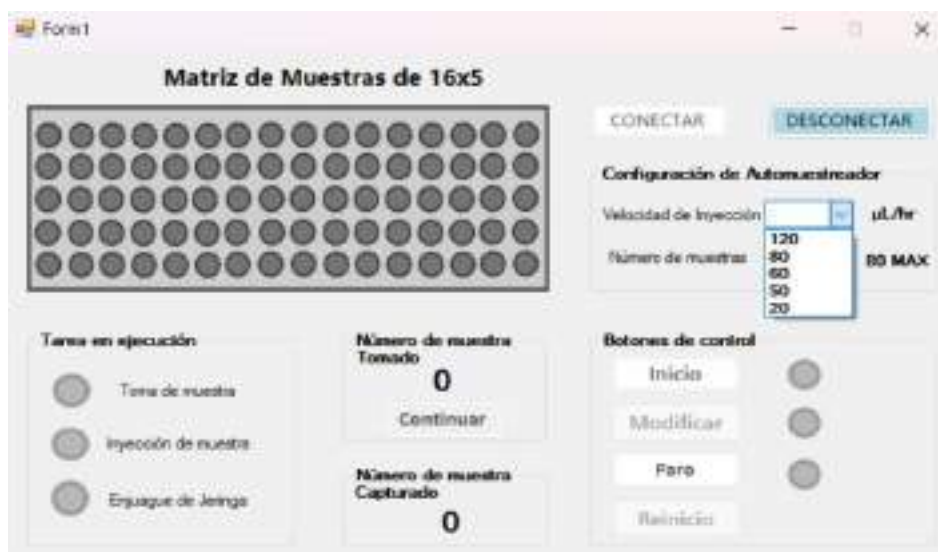 Form1
Matriz de Muestras de 16x5
CONECTAR
DESCONECTAR
Configuración de Automuestreador
Velocidad de Inyección
µL/hr
120
80
60
50
20
Número de muestras
80 MAX
Tarea en ejecución
Toma de muestra
Inyección de muestra
Enjuague de Jeringa
Número de muestra
Tomado
0
Continuar
Número de muestra
Capturado
0
Botones de control
Inicio
Modificar
Paro
Reinicio